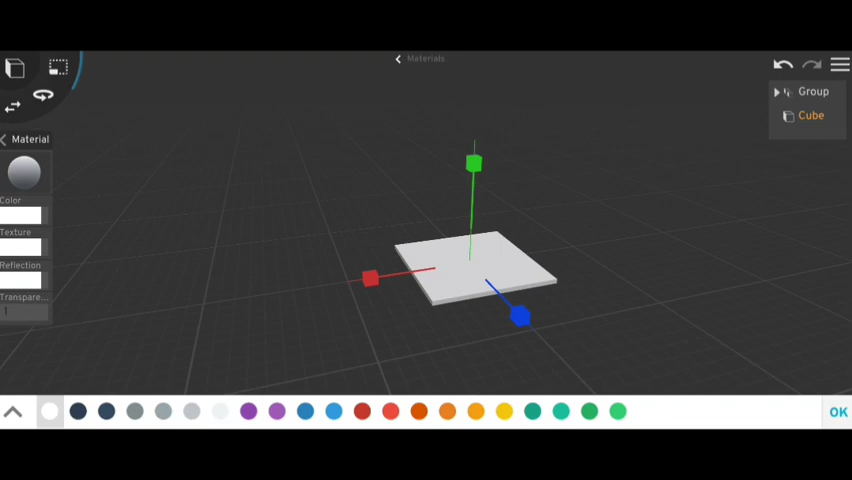 Materials
Group
Cube
Material
Color
Texture
Reflection
Transpare...
1
OK